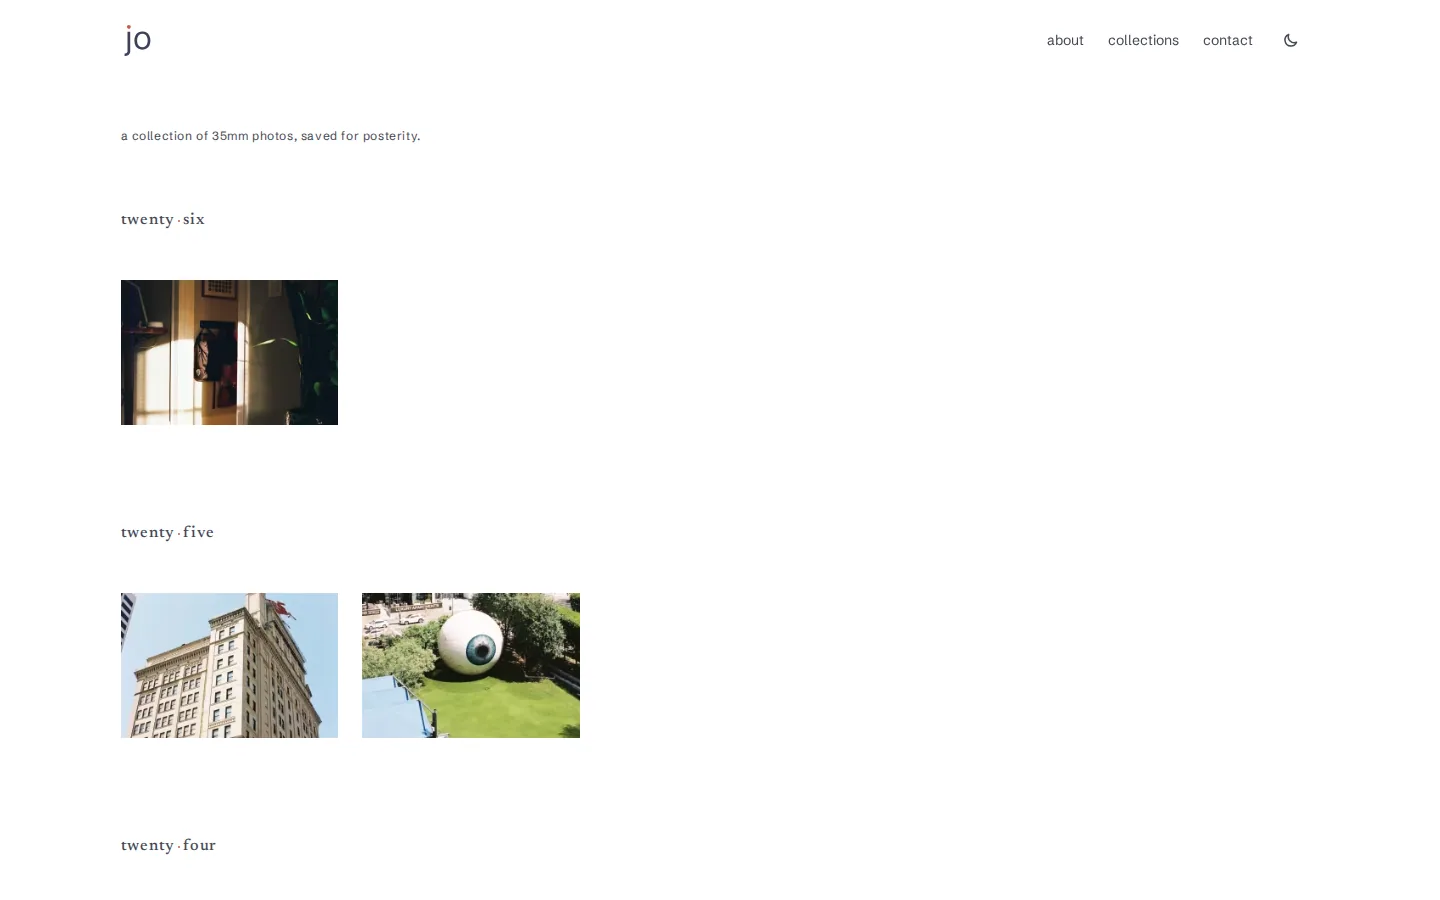 jo
about collections contact
a collection of 35mm photos, saved for posterity.
twenty · six
twenty · five
twenty · four